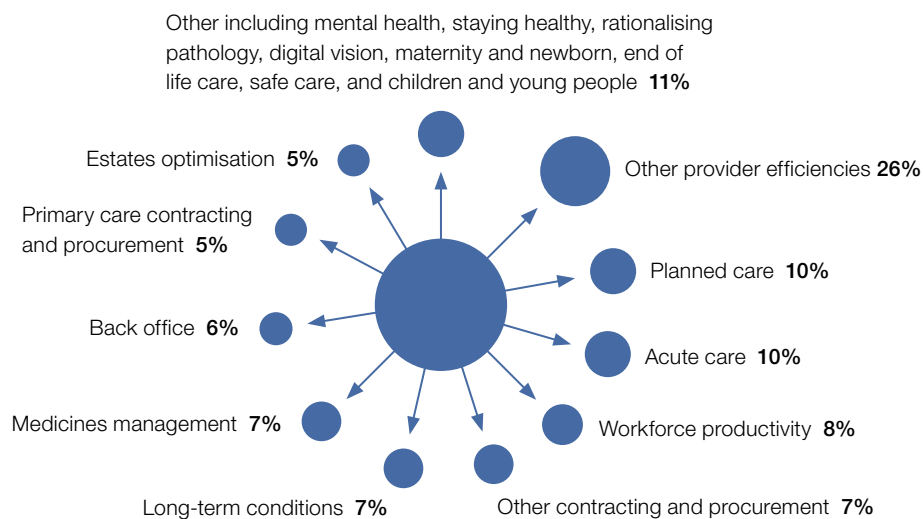 Other including mental health, staying healthy, rationalising
pathology, digital vision, maternity and newborn, end of
life care, safe care, and children and young people 11%
Estates optimisation 5%
Other provider efficiencies 26%
Primary care contracting
and procurement 5%
Planned care 10%
Back office 6%
Acute care 10%
Medicines management 7%
Workforce productivity 8%
Long-term conditions 7%
Other contracting and procurement 7%